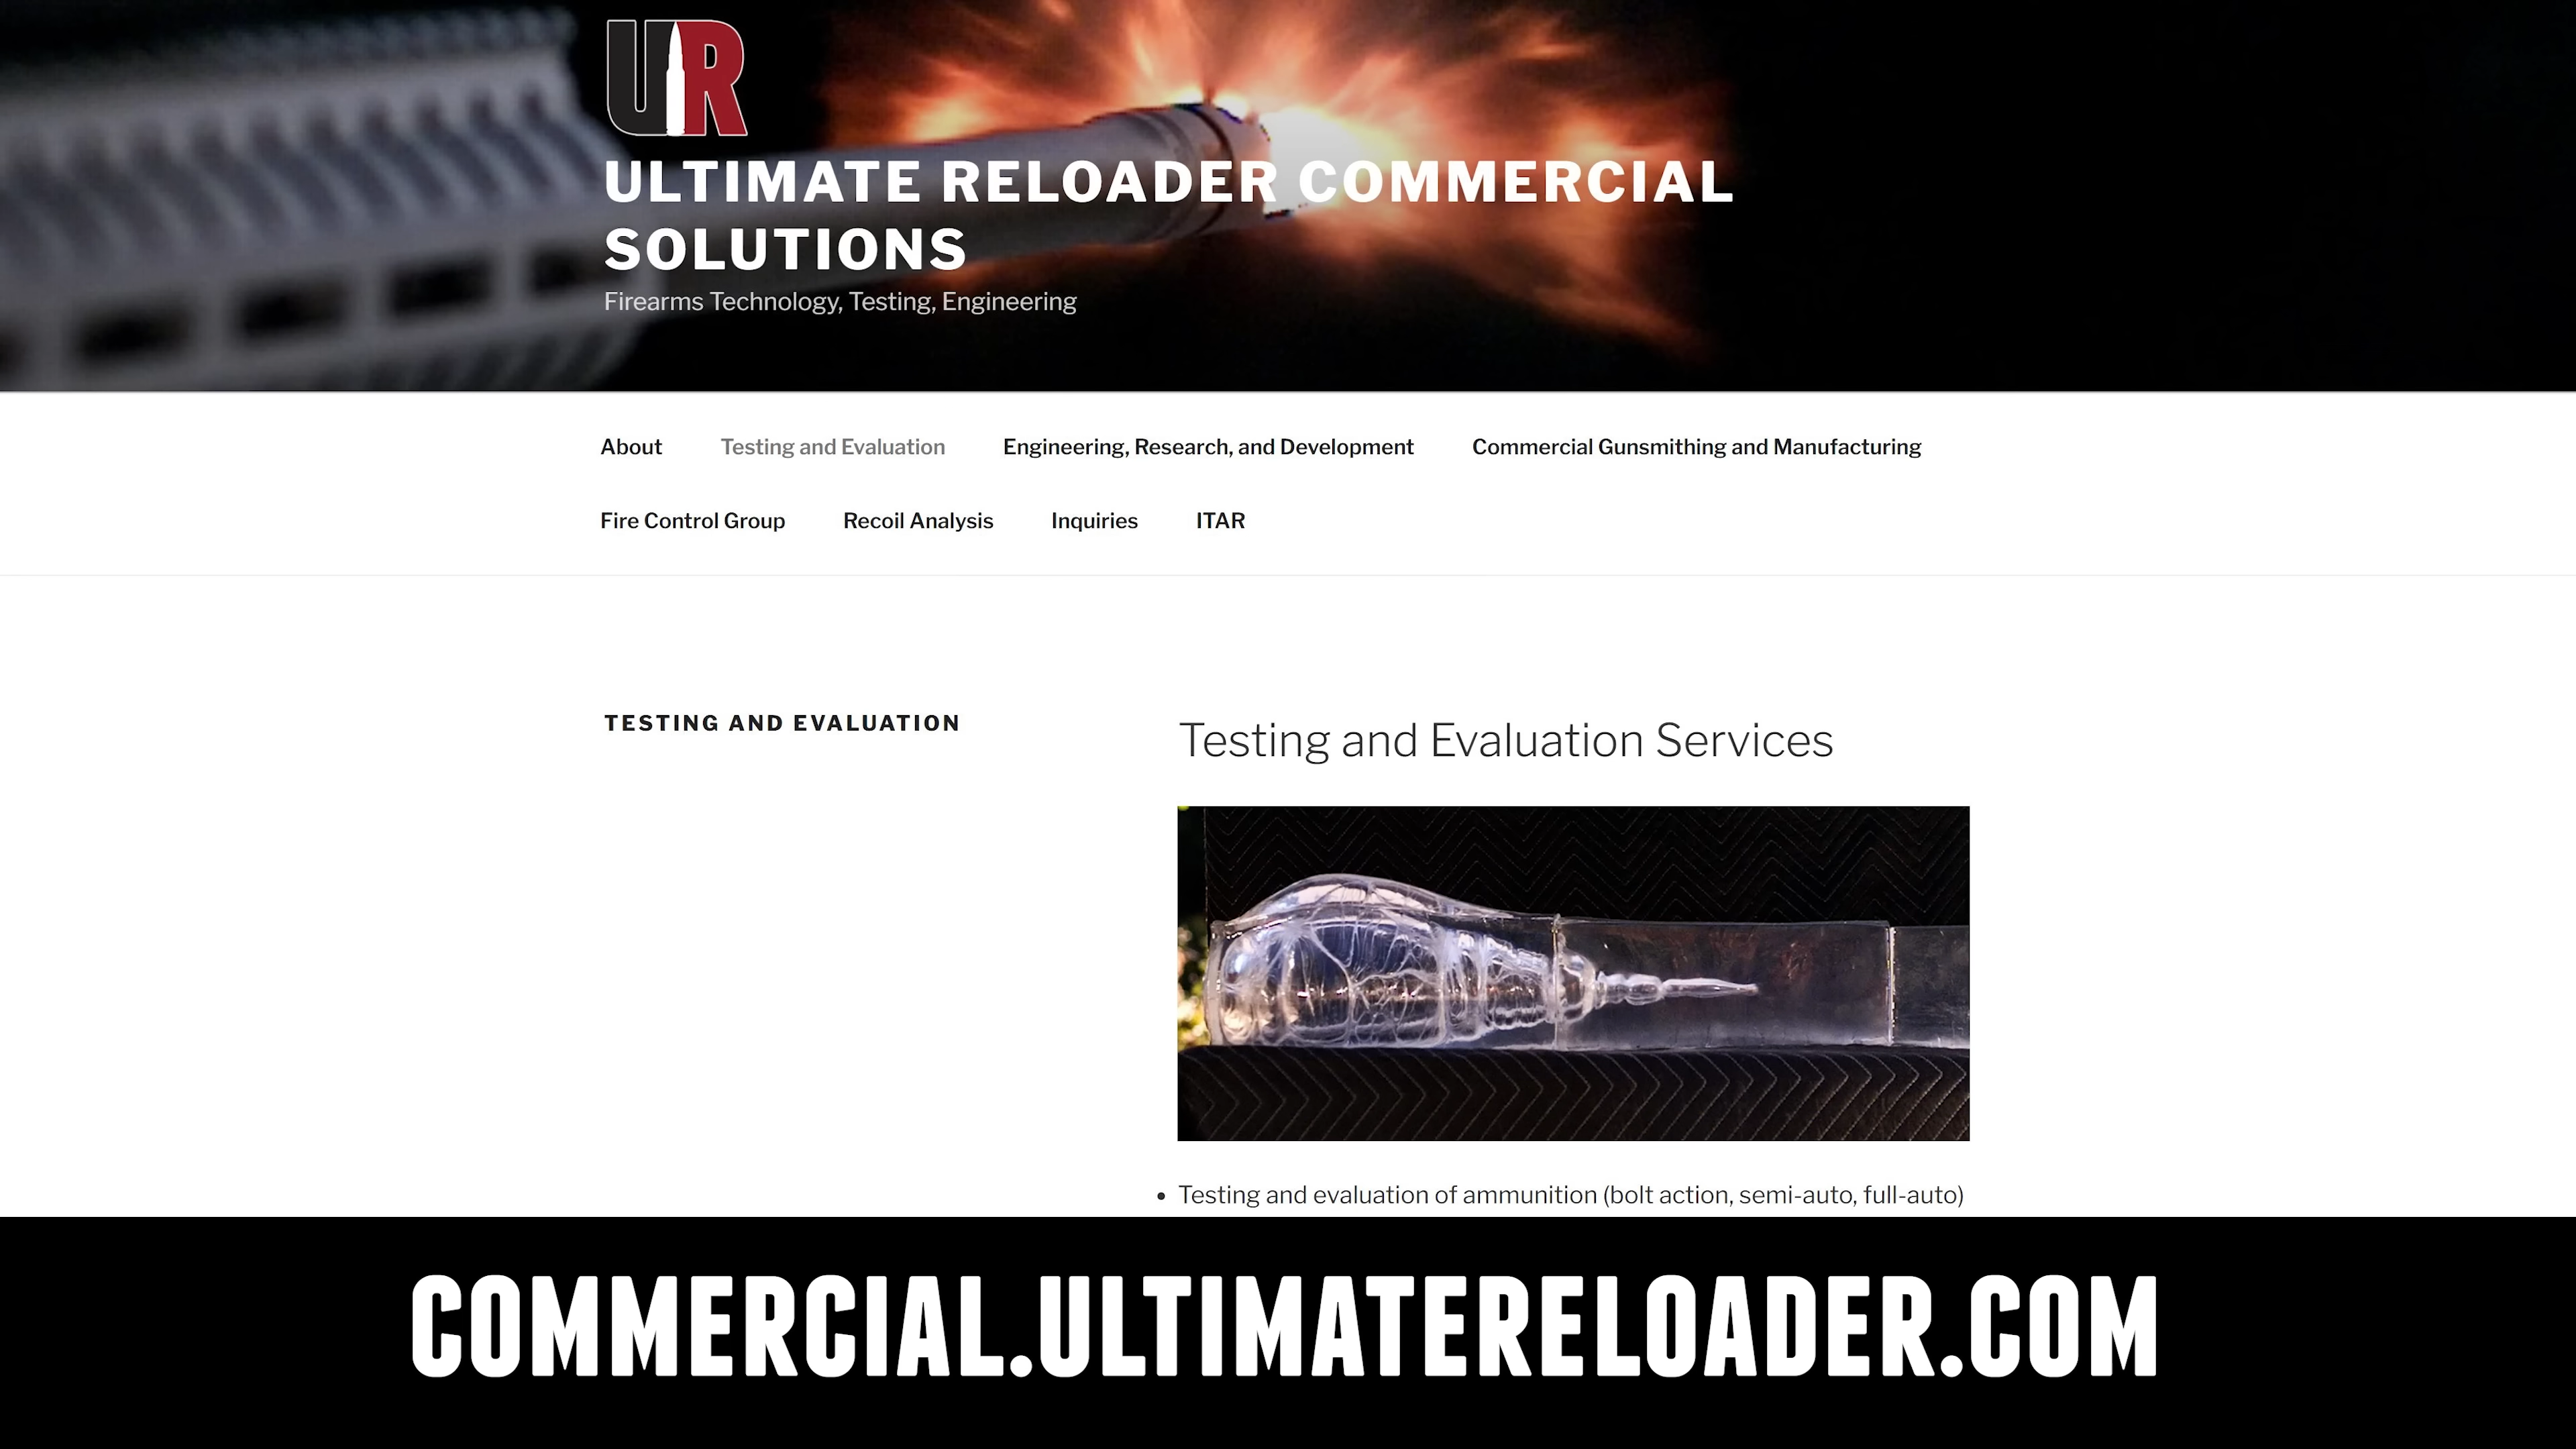 UR
ULTIMATE RELOADER COMMERCIAL
SOLUTIONS
Firearms Technology, Testing, Engineering
About Testing and Evaluation Engineering, Research, and Development Commercial Gunsmithing and Manufacturing
Fire Control Group Recoil Analysis Inquiries ITAR
TESTING AND EVALUATION
Testing and Evaluation Services
• Testing and evaluation of ammunition (bolt action, semi-auto, full-auto)
COMMERCIAL.ULTIMATERELOADER.COM